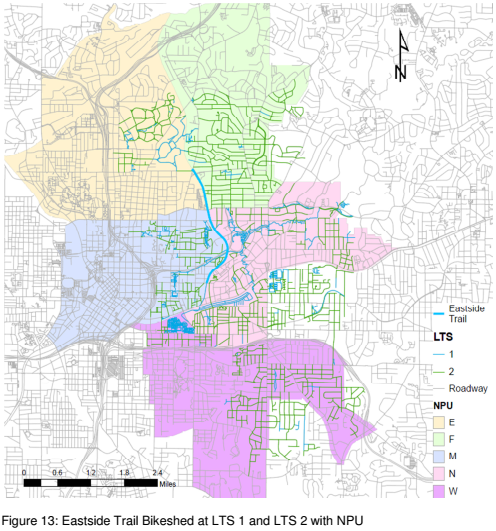 N
Eastside
Trail
LTS
1
2
Roadway
NPU
E
F
M
N
W
0 0.6 1.2 1.8 2.4
Miles
Figure 13: Eastside Trail Bikeshed at LTS 1 and LTS 2 with NPU